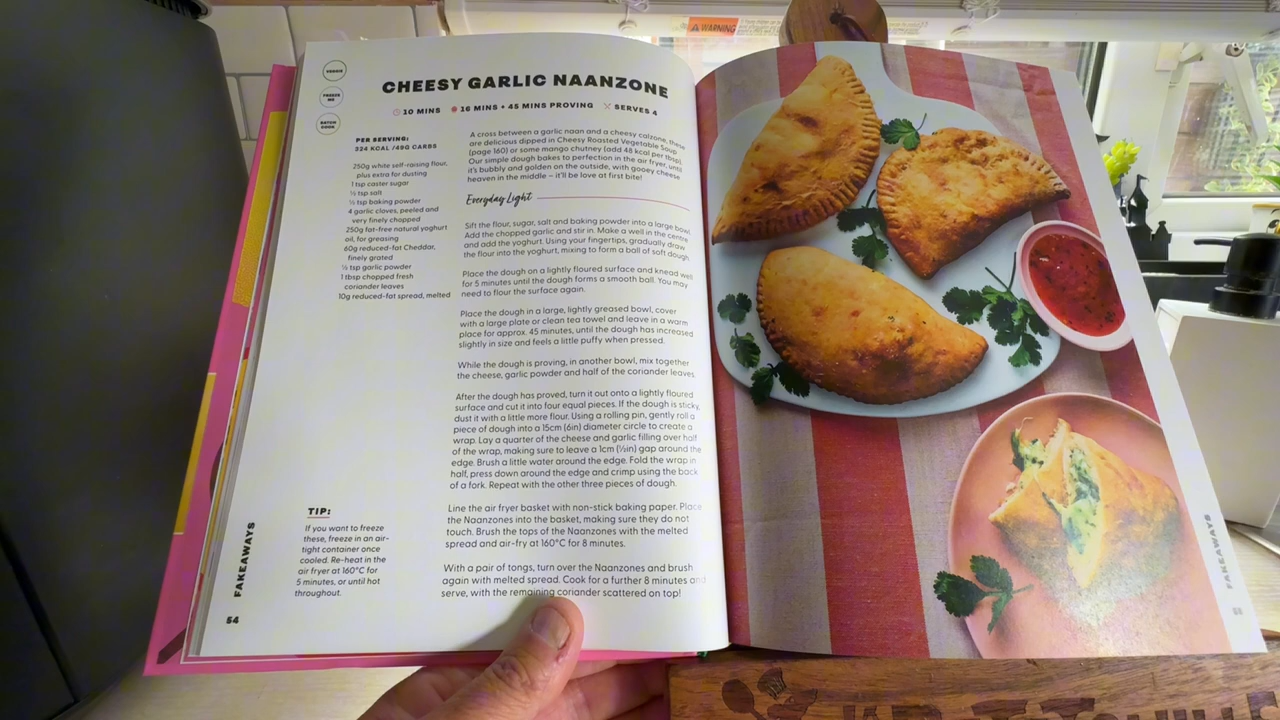 WARNING
VEGGIE
FREEZE
ME
BATCH
COOK
CHEESY GARLIC NAANZONE
10 MINS 16 MINS + 45 MINS PROVING SERVES 4
PER SERVING:
324 KCAL /49G CARBS
250g white self-raising flour,
plus extra for dusting
1 tsp caster sugar
½ tsp salt
½ tsp baking powder
4 garlic cloves, peeled and
very finely chopped
250g fat-free natural yoghurt
oil, for greasing
60g reduced-fat Cheddar,
finely grated
½ tsp garlic powder
1 tbsp chopped fresh
coriander leaves
10g reduced-fat spread, melted
A cross between a garlic naan and a cheesy calzone, these
are delicious dipped in Cheesy Roasted Vegetable Soup
(page 160) or some mango chutney (add 48 kcal per tbsp).
Our simple dough bakes to perfection in the air fryer, until
it's bubbly and golden on the outside, with gooey cheese
heaven in the middle – it'll be love at first bite!
Everyday Light
Sift the flour, sugar, salt and baking powder into a large bowl.
Add the chopped garlic and stir in. Make a well in the centre
and add the yoghurt. Using your fingertips, gradually draw
the flour into the yoghurt, mixing to form a ball of soft dough.
Place the dough on a lightly floured surface and knead well
for 5 minutes until the dough forms a smooth ball. You may
need to flour the surface again.
Place the dough in a large, lightly greased bowl, cover
with a large plate or clean tea towel and leave in a warm
place for approx. 45 minutes, until the dough has increased
slightly in size and feels a little puffy when pressed.
While the dough is proving, in another bowl, mix together
the cheese, garlic powder and half of the coriander leaves.
After the dough has proved, turn it out onto a lightly floured
surface and cut it into four equal pieces. If the dough is sticky,
dust it with a little more flour. Using a rolling pin, gently roll a
piece of dough into a 15cm (6in) diameter circle to create a
wrap. Lay a quarter of the cheese and garlic filling over half
of the wrap, making sure to leave a 1cm (½in) gap around the
edge. Brush a little water around the edge. Fold the wrap in
half, press down around the edge and crimp using the back
of a fork. Repeat with the other three pieces of dough.
Line the air fryer basket with non-stick baking paper. Place
the Naanzones into the basket, making sure they do not
touch. Brush the tops of the Naanzones with the melted
spread and air-fry at 160°C for 8 minutes.
With a pair of tongs, turn over the Naanzones and brush
again with melted spread. Cook for a further 8 minutes and
serve, with the remaining coriander scattered on top!
TIP:
If you want to freeze
these, freeze in an air-
tight container once
cooled. Re-heat in the
air fryer at 160°C for
5 minutes, or until hot
throughout.
FAKEAWAYS
54
FAKEAWAYS